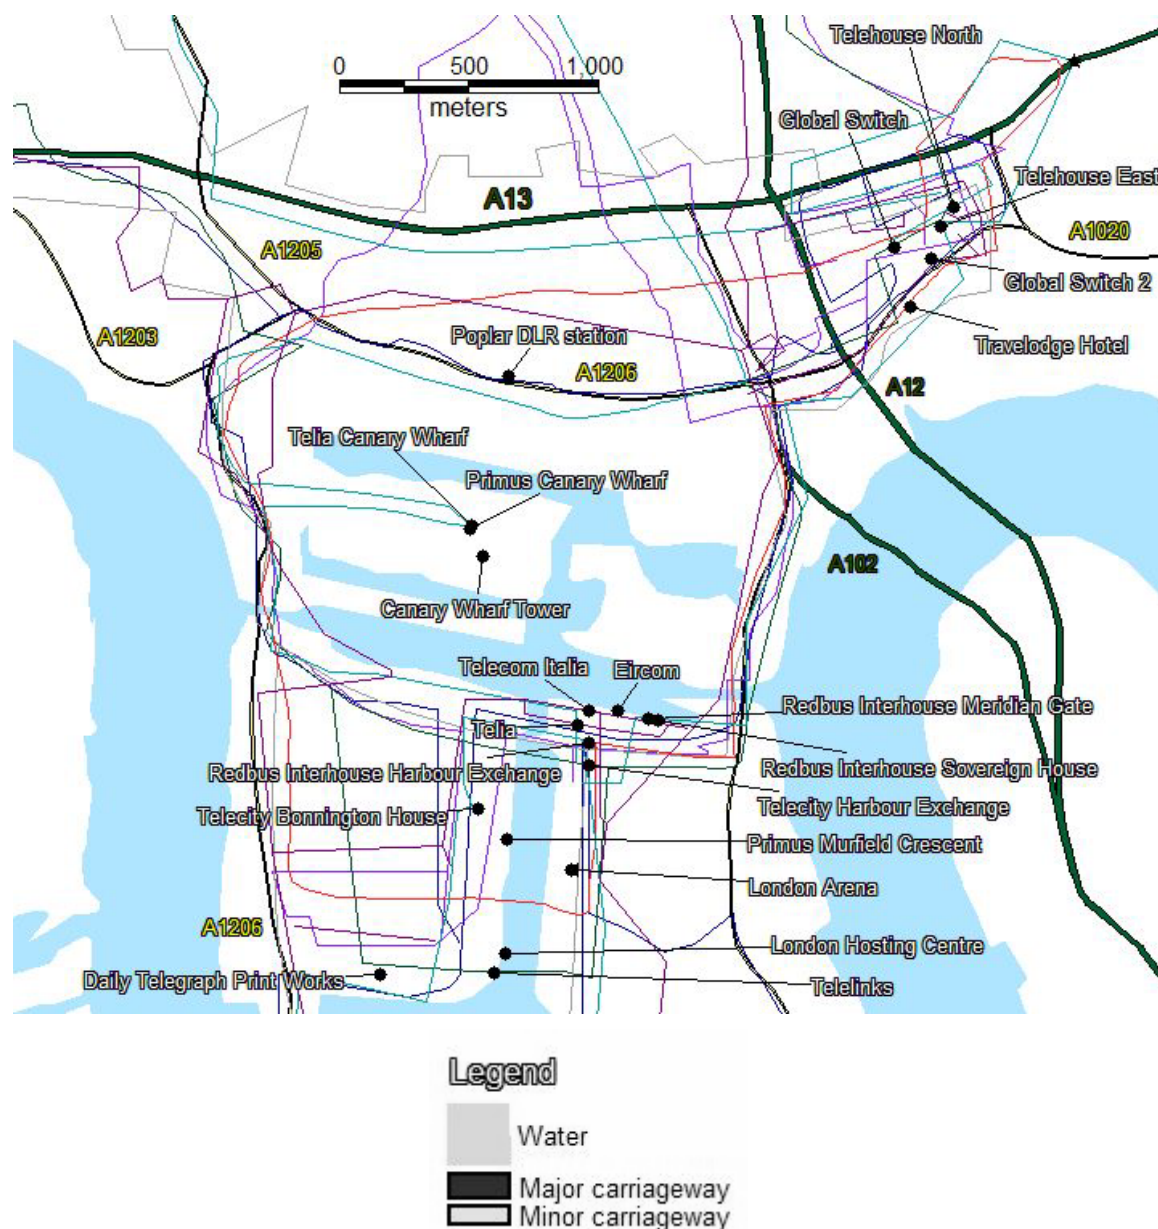 Telehouse North
0 500 1,000
meters
Global Switch
Telehouse East
A13
A1020
A1205
Global Switch 2
A1203
Poplar DLR station
Travelodge Hotel
A1206
A12
Telia Canary Wharf
Primus Canary Wharf
A102
Canary Wharf Tower
Telecom Italia
Eircom
Redbus Interhouse Meridian Gate
Telia
Redbus Interhouse Harbour Exchange
Redbus Interhouse Sovereign House
Telecity Harbour Exchange
Telecity Bonnington House
Primus Murfield Crescent
London Arena
A1206
London Hosting Centre
Daily Telegraph Print Works
Telelinks
Legend
Water
Major carriageway
Minor carriageway